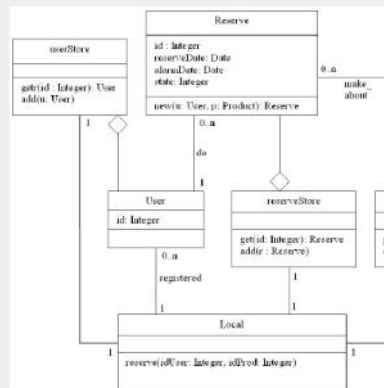 Reserve
id : Integer
reserveDate: Date
alarmDate: Date
state: Integer
new(u: User, p: Product): Reserve
userStore
getr(id : Integer): User
add(u: User)
0..n
make_
about
1
0..n
do
1
User
id: Integer
reserveStore
get(id: Integer): Reserve
add(r : Reserve)
0..n
registered
1
1
1
1
1
Local
reserve(idUser: Integer, idProd: Integer)